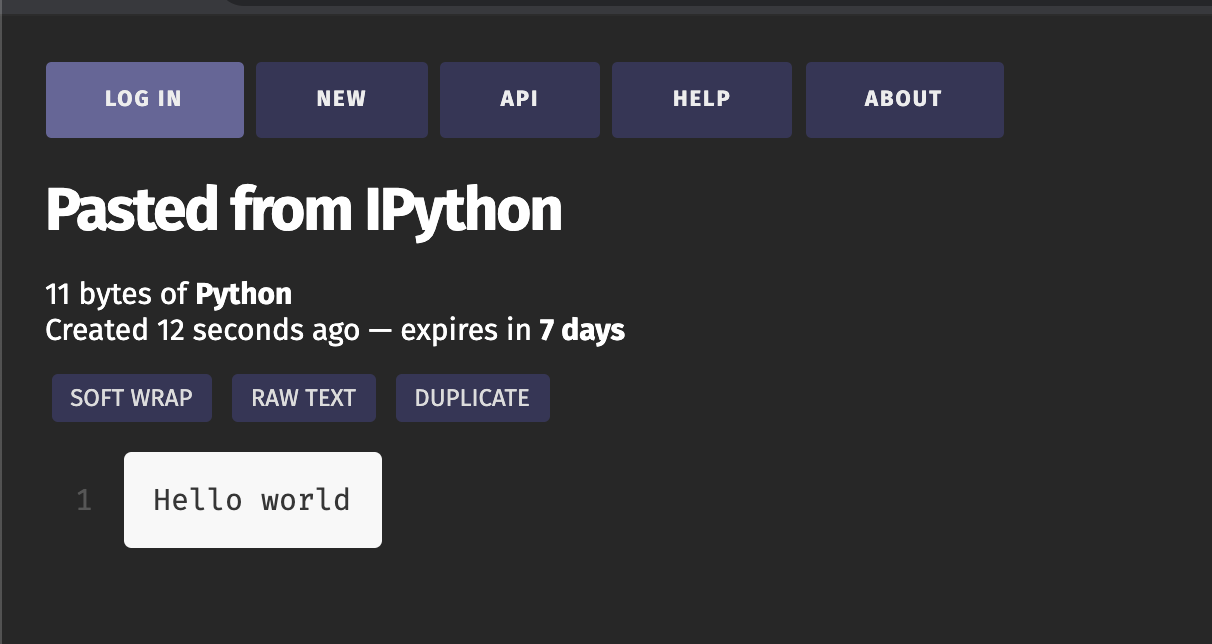 LOG IN NEW API HELP ABOUT
Pasted from IPython
11 bytes of Python
Created 12 seconds ago — expires in 7 days
SOFT WRAP RAW TEXT DUPLICATE
1 Hello world